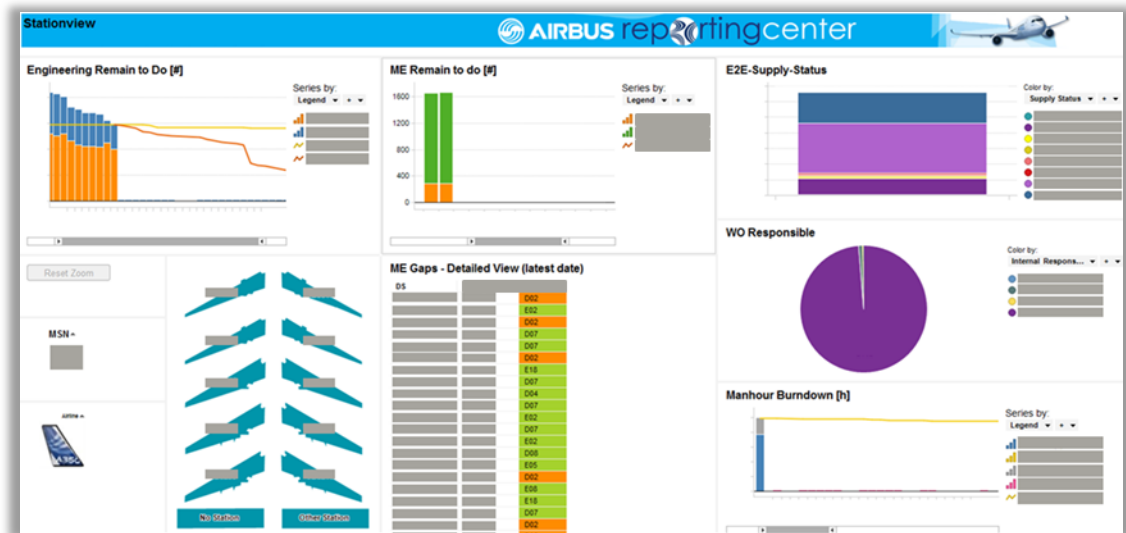 Stationview
AIRBUS reportingcenter
Engineering Remain to Do [#]
Series by:
Legend
ME Remain to do [#]
1600
1200
800
400
0
Series by:
Legend
E2E-Supply-Status
Color by:
Supply Status
WO Responsible
Color by:
Internal Respons...
Reset Zoom
MSN
Airline
A350
No Station
Other Station
ME Gaps - Detailed View (latest date)
DS
D02
E02
D02
D07
D07
D02
E18
D07
D04
D07
E02
D07
E02
D08
E05
D02
E08
E18
D07
D02
Manhour Burndown [h]
Series by:
Legend